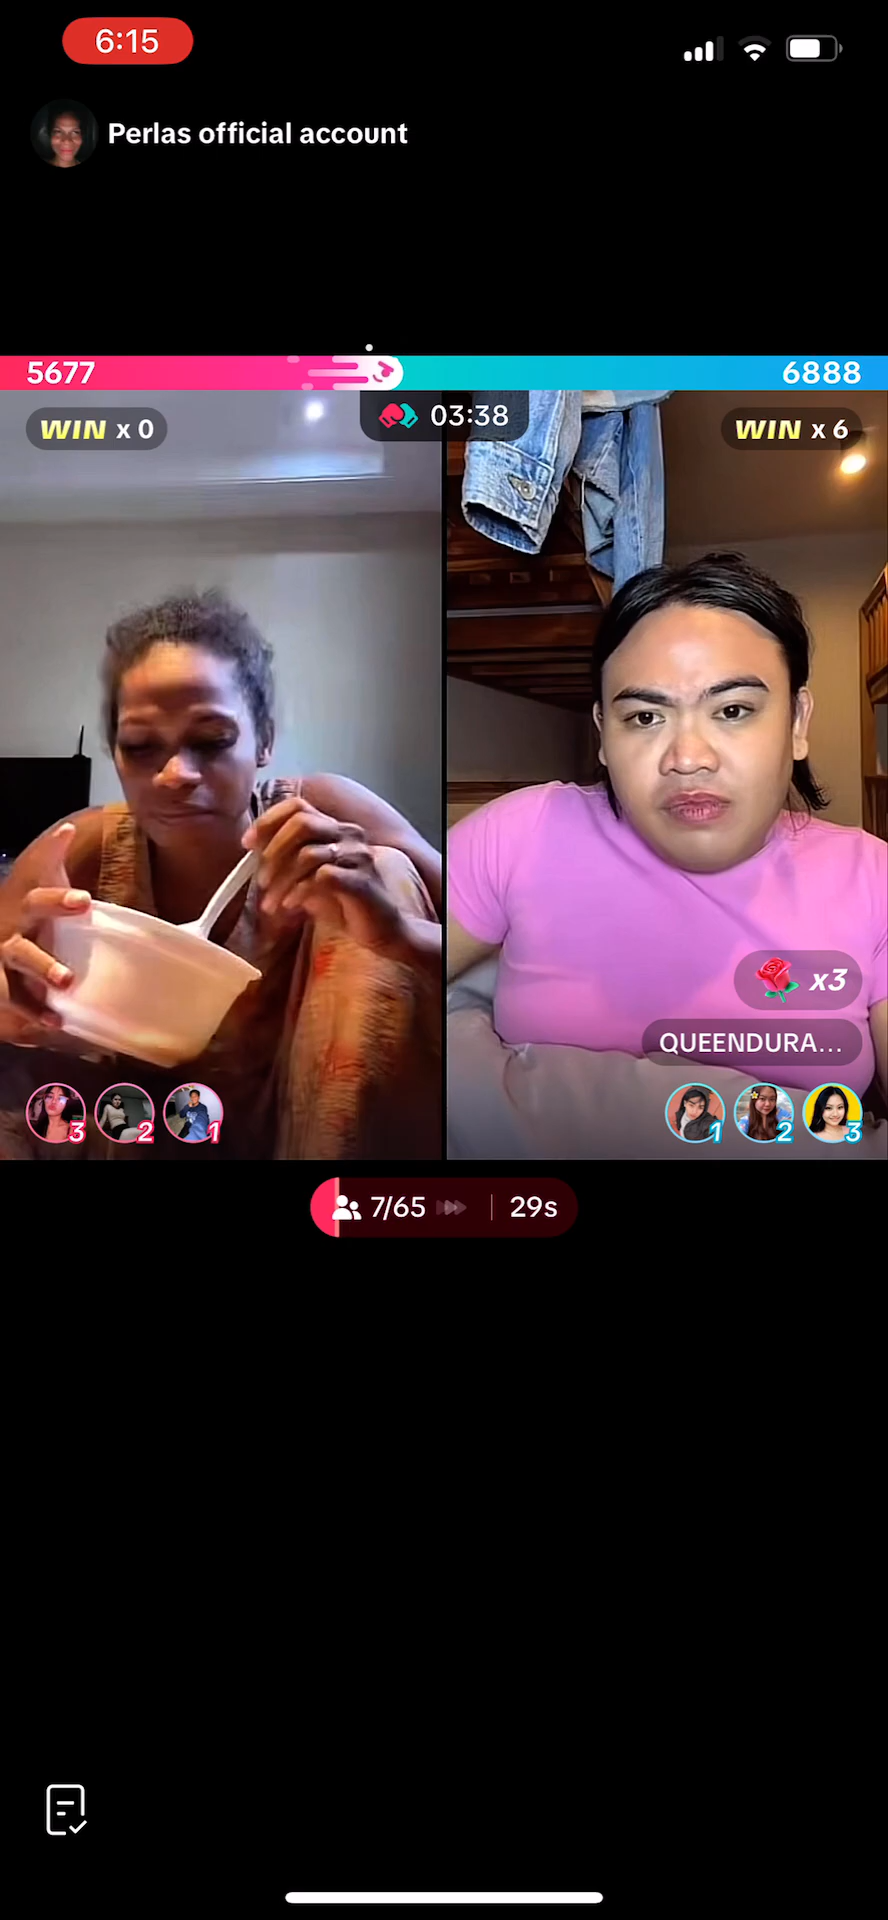 6:15
Perlas official account
5677
6888
WIN x 0
03:38
WIN x 6
x3
QUEENDURA...
3
2
1
1
2
3
7/65
29s